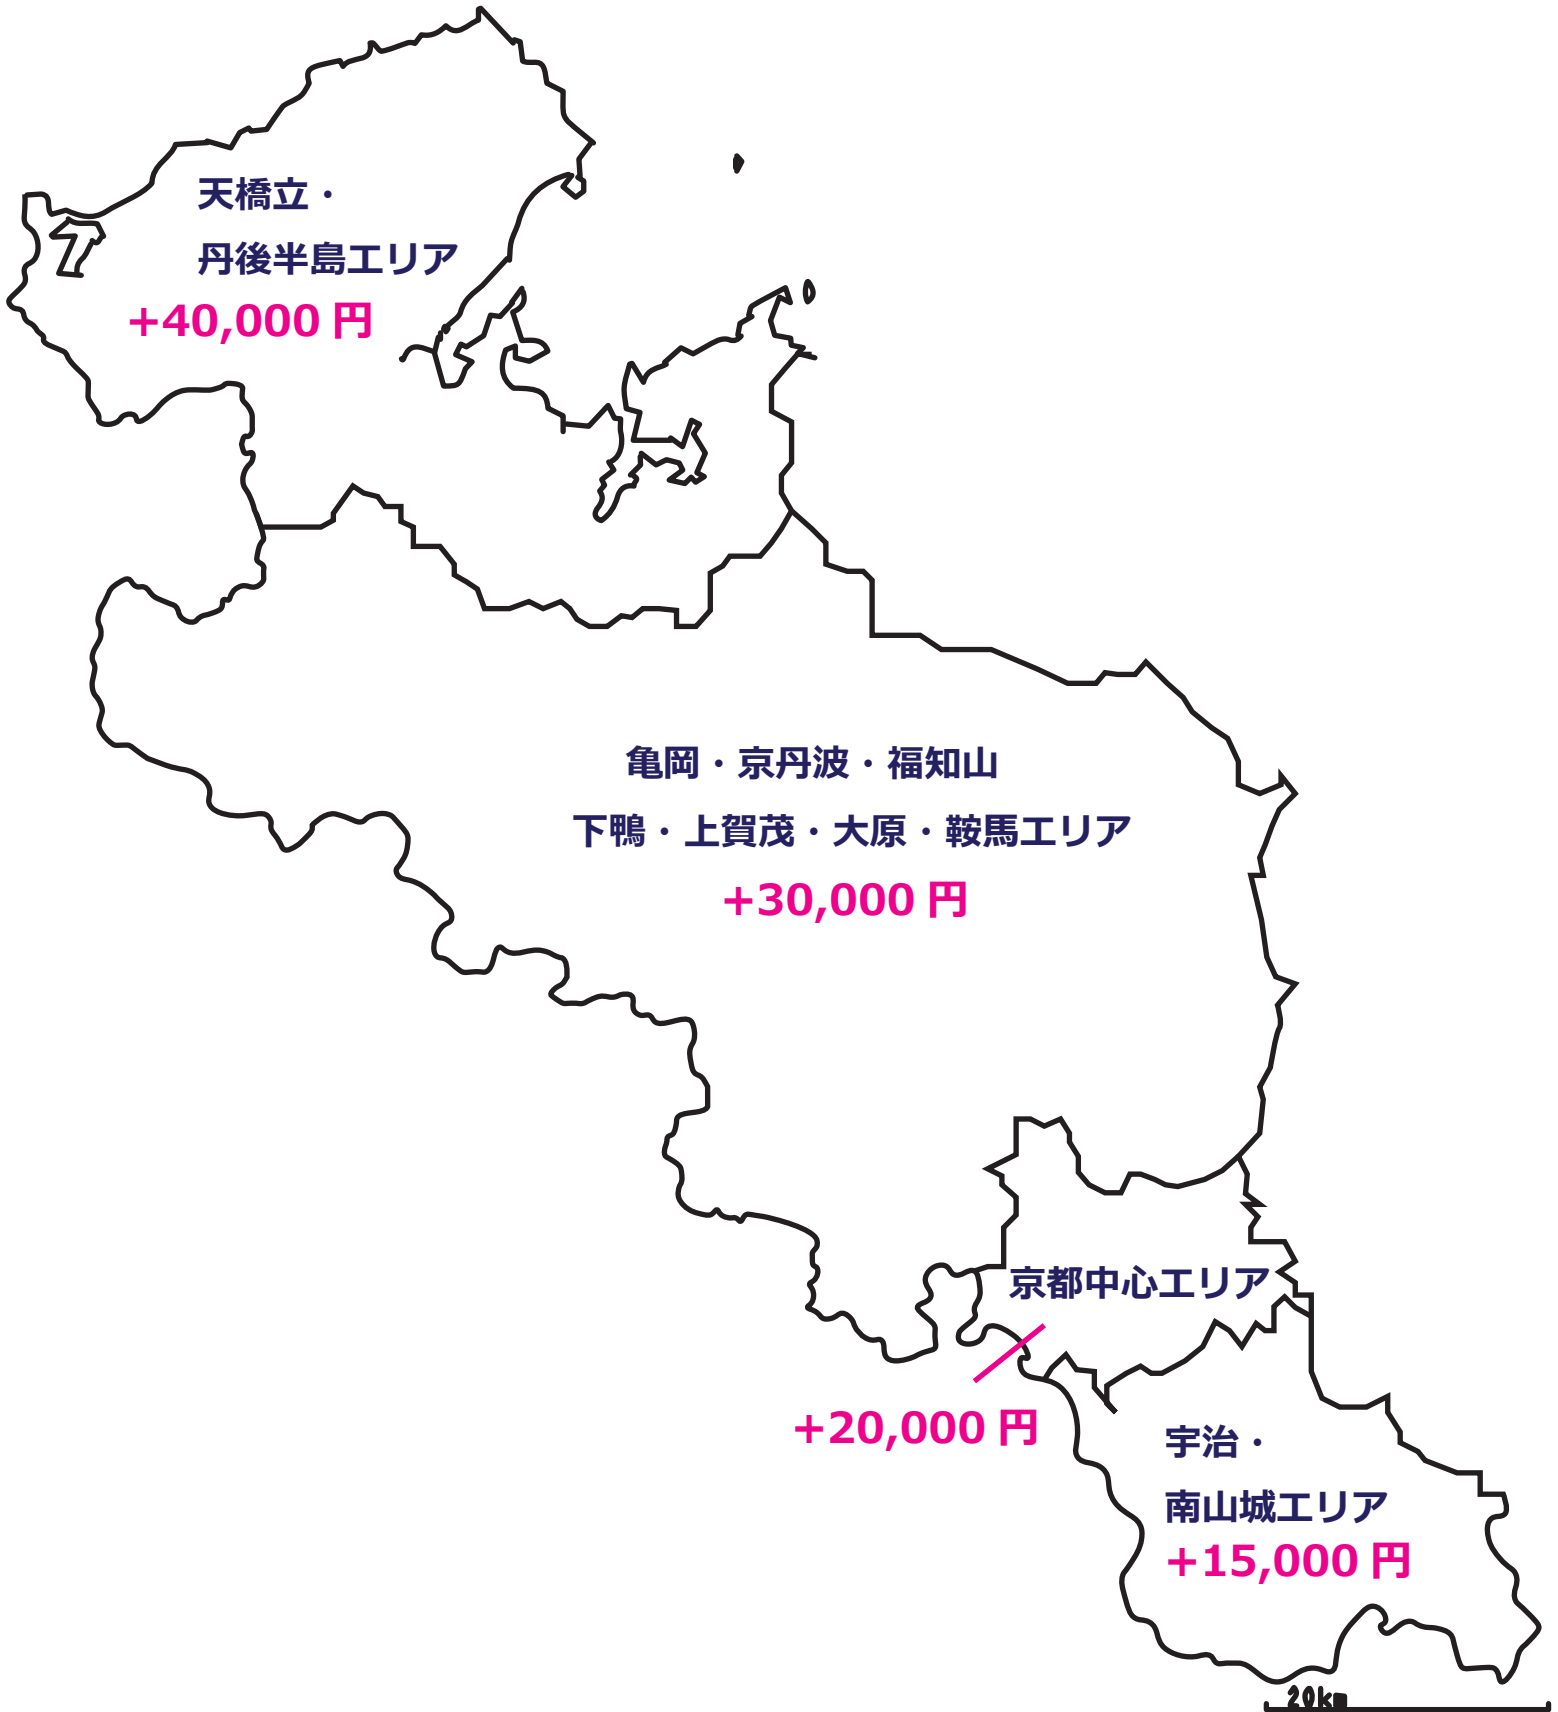 天橋立・
丹後半島エリア
+40,000 円
亀岡・京丹波・福知山
下鴨・上賀茂・大原・鞍馬エリア
+30,000 円
京都中心エリア
+20,000 円
宇治・
南山城エリア
+15,000 円
20km